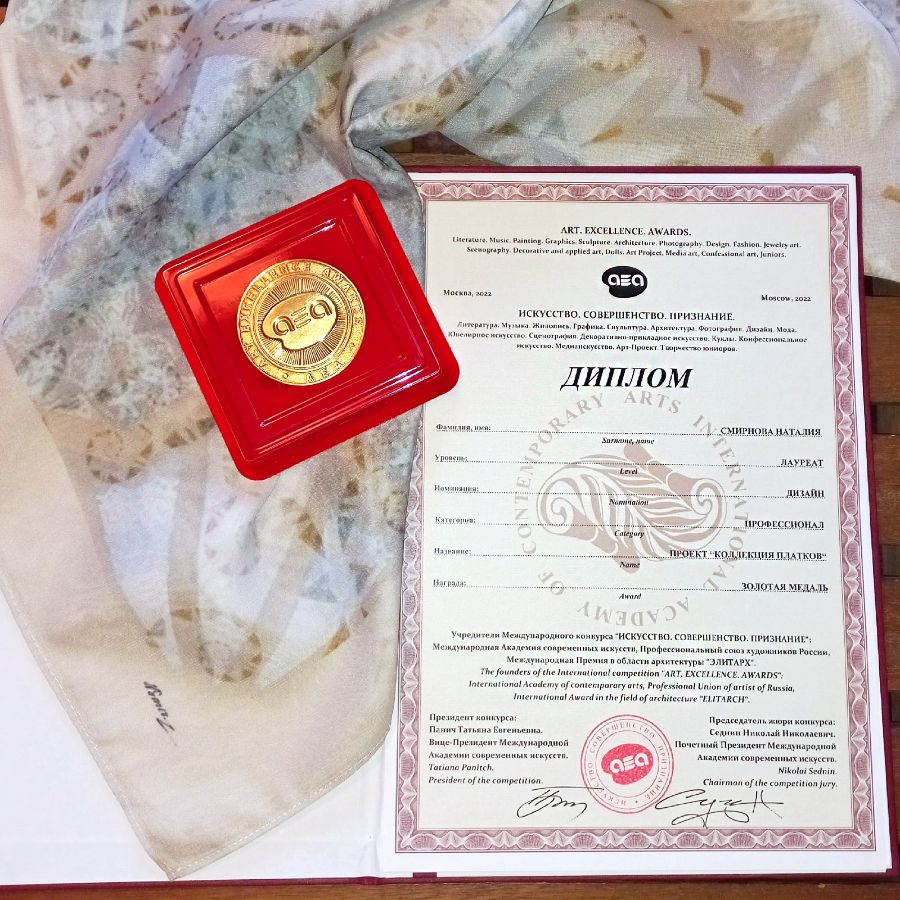 ART. EXCELLENCE. AWARDS.
Literature. Music. Painting. Graphics. Sculpture. Architecture. Photography. Design. Fashion. Jewelry art.
Scenography. Decorative and applied art, Dolls. Art Project, Media art, Confessional art, Juniors.
aea
Москва, 2022
Moscow, 2022
ИСКУССТВО. СОВЕРШЕНСТВО. ПРИЗНАНИЕ.
Литература. Музыка. Живопись. Графика. Скульптура. Архитектура. Фотография. Дизайн. Мода.
Ювелирное искусство. Сценография. Декоративно-прикладное искусство. Куклы. Конфессиональное
искусство. Медиаискусство. Арт-Проект. Творчество юниоров.
ДИПЛОМ
CONTEMPORARY ARTS INTERNATIONAL ACADEMY OF
Фамилия, имя: СМИРНОВА НАТАЛИЯ
Surname, name
Уровень: ЛАУРЕАТ
Level
Номинация: ДИЗАЙН
Nomination
Категория: ПРОФЕССИОНАЛ
Category
Название: ПРОЕКТ "КОЛЛЕКЦИЯ ПЛАТКОВ"
Name
Награда: ЗОЛОТАЯ МЕДАЛЬ
Award
Учредители Международного конкурса "ИСКУССТВО. СОВЕРШЕНСТВО. ПРИЗНАНИЕ":
Международная Академия современных искусств, Профессиональный союз художников России,
Международная Премия в области архитектуры "ЭЛИТАРХ".
The founders of the International competition "ART. EXCELLENCE. AWARDS":
International Academy of contemporary arts, Professional Union of artist of Russia,
International Award in the field of architecture "ELITARCH".
Президент конкурса:
Панич Татьяна Евгеньевна.
Вице-Президент Международной
Академии современных искусств.
Tatiana Panitch.
President of the competition.
Председатель жюри конкурса:
Седнин Николай Николаевич.
Почетный Президент Международной
Академии современных искусств.
Nikolai Sednin.
Chairman of the competition jury.
ИСКУССТВО · СОВЕРШЕНСТВО · ПРИЗНАНИЕ
aea
ART EXCELLENCE AWARDS
aea
AEA